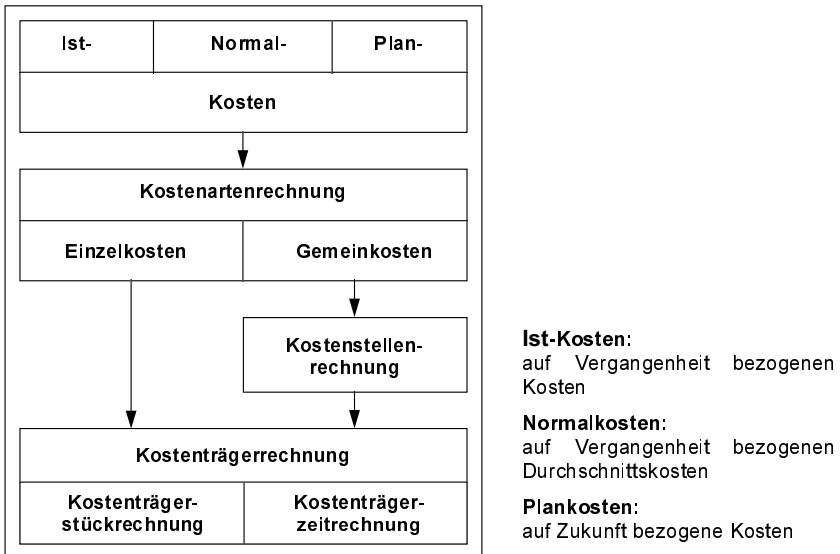 Ist- Normal- Plan-
Kosten
Kostenartenrechnung
Einzelkosten Gemeinkosten
Kostenstellen-
rechnung
Kostenträgerrechnung
Kostenträger-
stückrechnung
Kostenträger-
zeitrechnung
Ist-Kosten:
auf Vergangenheit bezogenen
Kosten
Normalkosten:
auf Vergangenheit bezogenen
Durchschnittskosten
Plankosten:
auf Zukunft bezogene Kosten